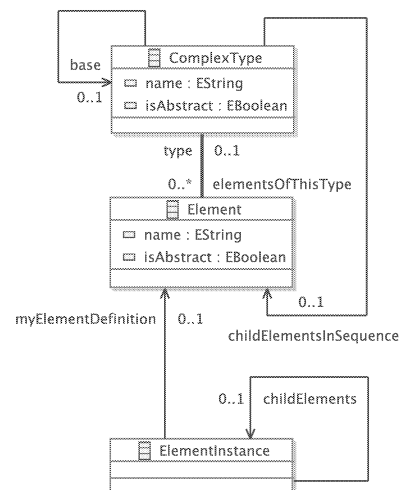 ComplexType
base
name : EString
0..1
isAbstract : EBoolean
type 0..1
0..* elementsOfThisType
Element
name : EString
isAbstract : EBoolean
0..1
myElementDefinition 0..1
childElementsInSequence
0..1 childElements
ElementInstance